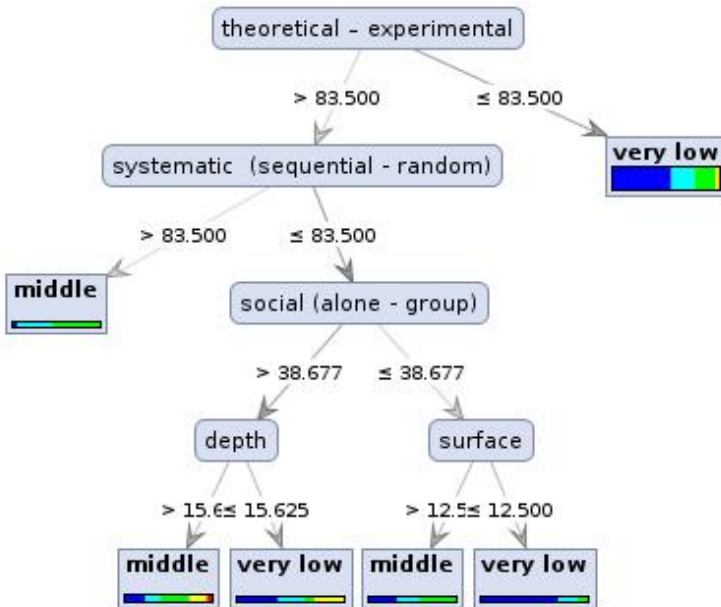 theoretical – experimental
> 83.500
≤ 83.500
systematic (sequential - random)
very low
> 83.500
≤ 83.500
middle
social (alone - group)
> 38.677
≤ 38.677
depth
surface
> 15.6
≤ 15.625
> 12.5
≤ 12.500
middle
very low
middle
very low